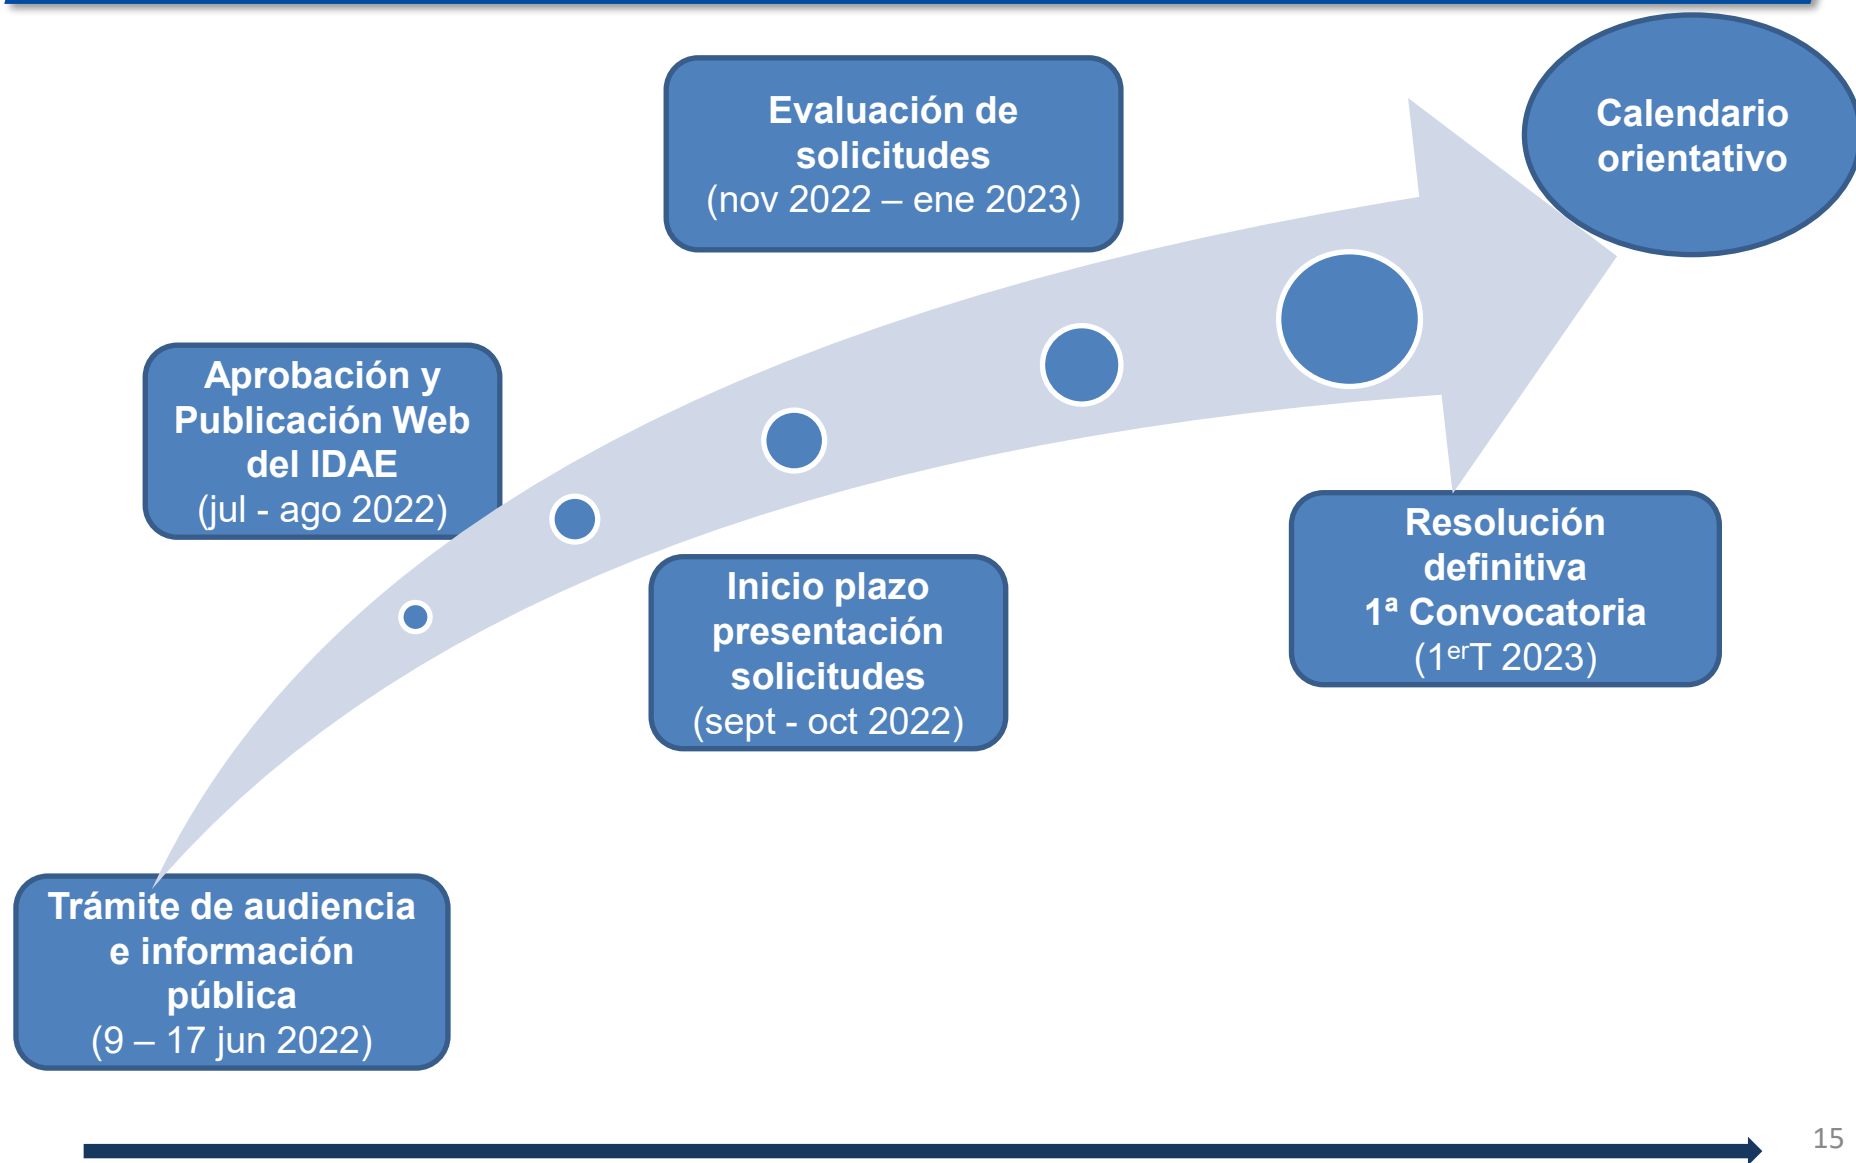 Calendario
orientativo
Evaluación de
solicitudes
(nov 2022 – ene 2023)
Aprobación y
Publicación Web
del IDAE
(jul - ago 2022)
Inicio plazo
presentación
solicitudes
(sept - oct 2022)
Resolución
definitiva
1ª Convocatoria
(1erT 2023)
Trámite de audiencia
e información
pública
(9 – 17 jun 2022)
15